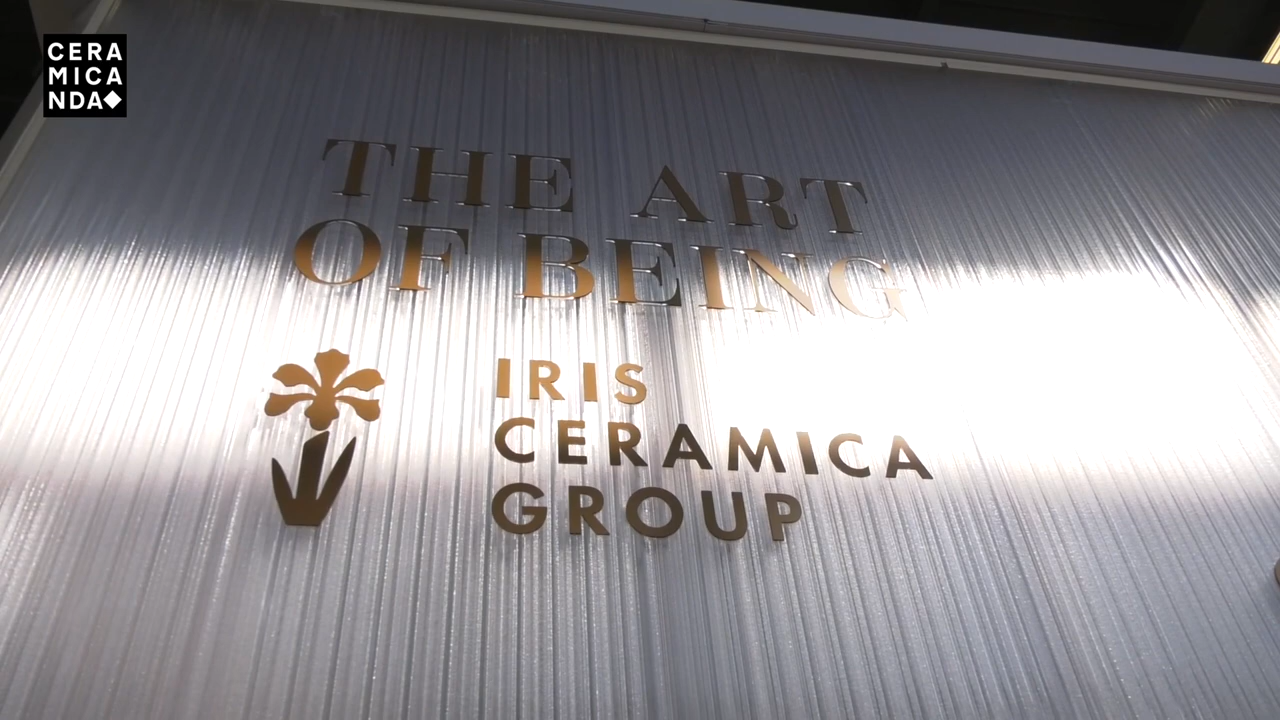 CERA
MICA
NDA
THE ART
OF BEING
IRIS
CERAMICA
GROUP